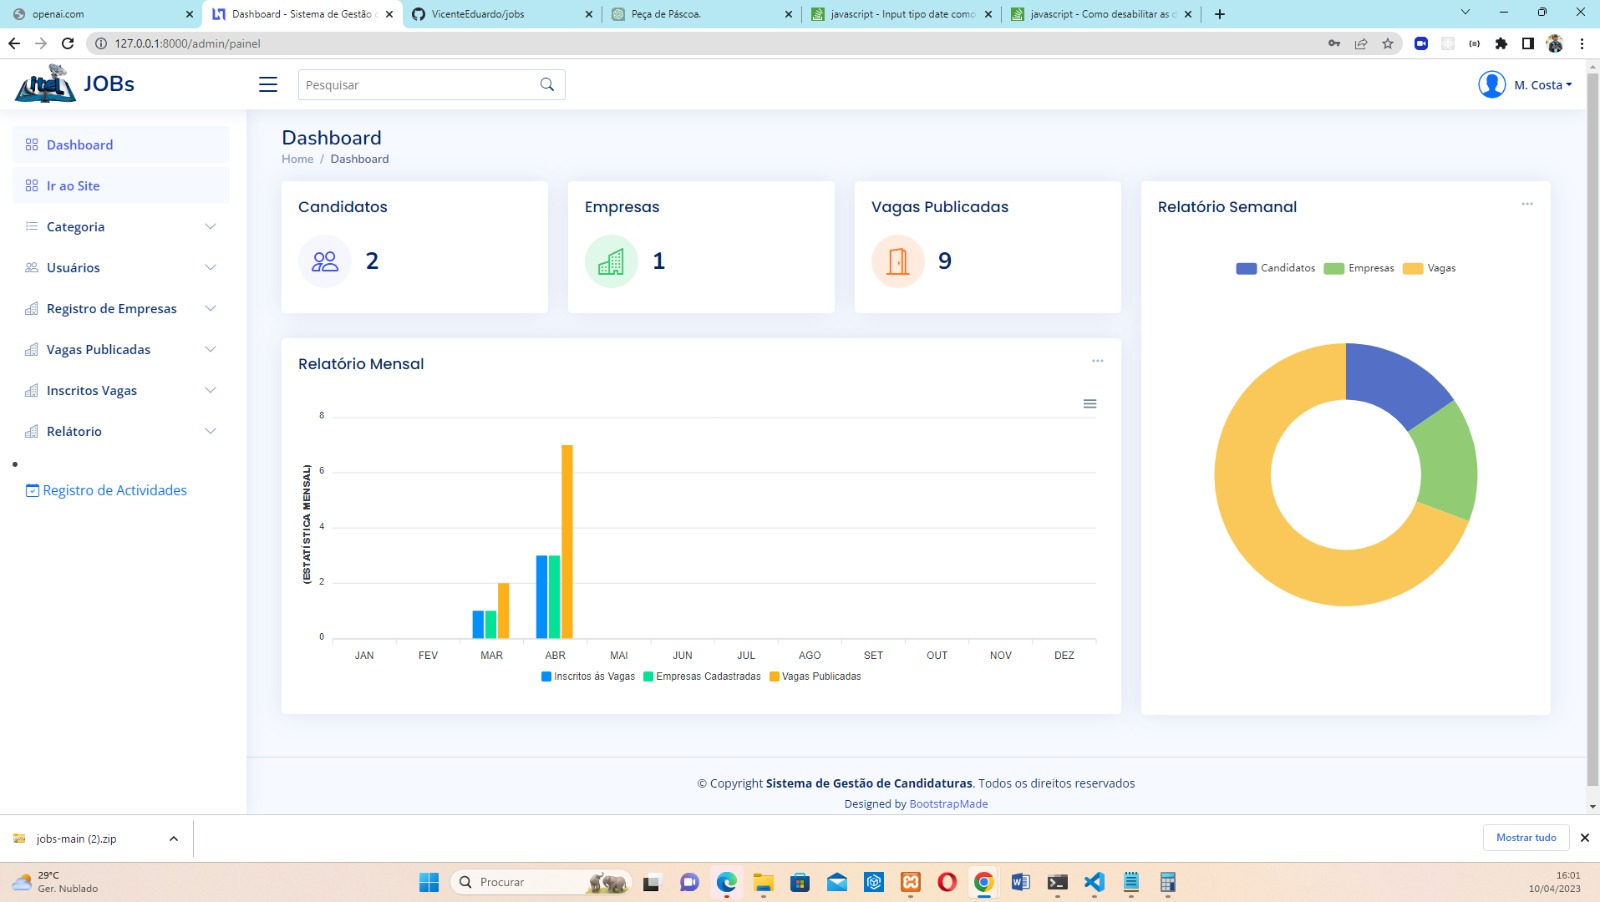 openai.com
Dashboard - Sistema de Gestão
VicenteEduardo/jobs
Peça de Páscoa.
javascript - Input tipo date como
javascript - Como desabilitar as
127.0.0.1:8000/admin/painel
itel JOBs
Pesquisar
M. Costa
Dashboard
Ir ao Site
Categoria
Usuários
Registro de Empresas
Vagas Publicadas
Inscritos Vagas
Relátorio
Registro de Actividades
Dashboard
Home / Dashboard
Candidatos
2
Empresas
1
Vagas Publicadas
9
Relatório Mensal
(ESTATÍSTICA MENSAL)
8
6
4
2
0
JAN FEV MAR ABR MAI JUN JUL AGO SET OUT NOV DEZ
Inscritos às Vagas Empresas Cadastradas Vagas Publicadas
Relatório Semanal
Candidatos Empresas Vagas
© Copyright Sistema de Gestão de Candidaturas. Todos os direitos reservados
Designed by BootstrapMade
jobs-main (2).zip
Mostrar tudo
29°C
Ger. Nublado
Procurar
16:01
10/04/2023